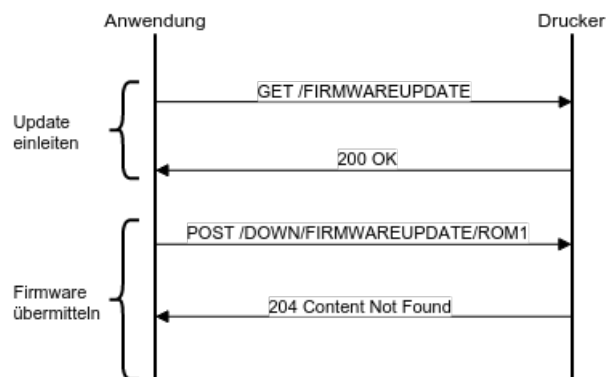 Anwendung
Drucker
GET /FIRMWAREUPDATE
Update
einleiten
200 OK
POST /DOWN/FIRMWAREUPDATE/ROM1
Firmware
übermitteln
204 Content Not Found